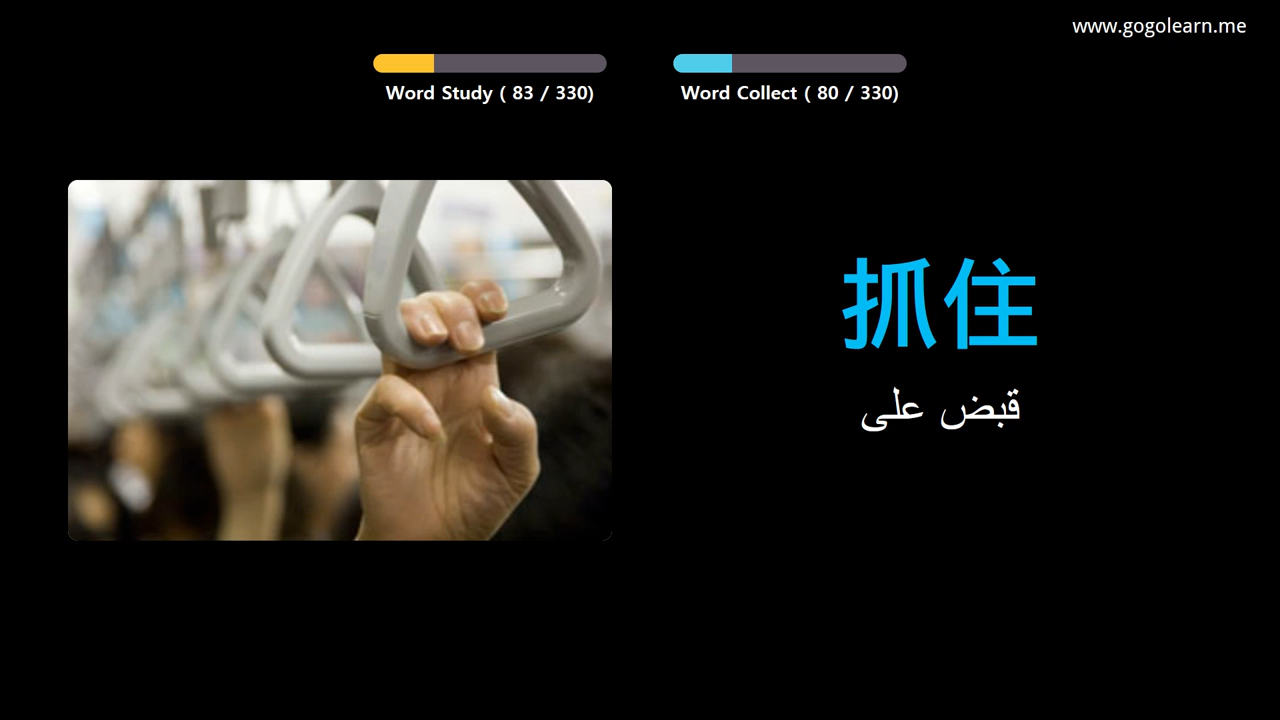 www.gogolearn.me
Word Study ( 83 / 330)
Word Collect ( 80 / 330)
抓住
قبض على